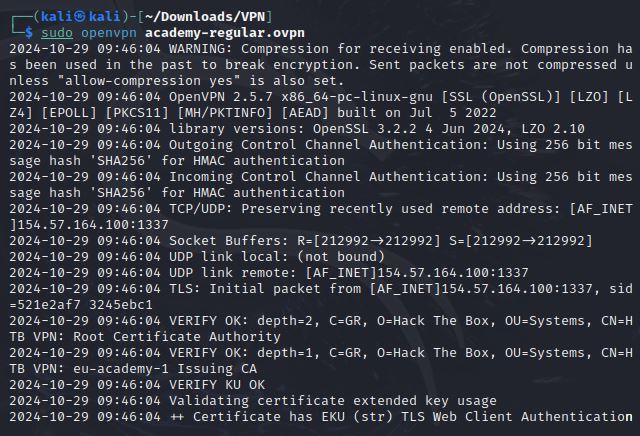 ┌──(kali㉿kali)-[~/Downloads/VPN]
└─$ sudo openvpn academy-regular.ovpn
2024-10-29 09:46:04 WARNING: Compression for receiving enabled. Compression ha
s been used in the past to break encryption. Sent packets are not compressed u
nless "allow-compression yes" is also set.
2024-10-29 09:46:04 OpenVPN 2.5.7 x86_64-pc-linux-gnu [SSL (OpenSSL)] [LZO] [L
Z4] [EPOLL] [PKCS11] [MH/PKTINFO] [AEAD] built on Jul  5 2022
2024-10-29 09:46:04 library versions: OpenSSL 3.2.2 4 Jun 2024, LZO 2.10
2024-10-29 09:46:04 Outgoing Control Channel Authentication: Using 256 bit mes
sage hash 'SHA256' for HMAC authentication
2024-10-29 09:46:04 Incoming Control Channel Authentication: Using 256 bit mes
sage hash 'SHA256' for HMAC authentication
2024-10-29 09:46:04 TCP/UDP: Preserving recently used remote address: [AF_INET
]154.57.164.100:1337
2024-10-29 09:46:04 Socket Buffers: R=[212992→212992] S=[212992→212992]
2024-10-29 09:46:04 UDP link local: (not bound)
2024-10-29 09:46:04 UDP link remote: [AF_INET]154.57.164.100:1337
2024-10-29 09:46:04 TLS: Initial packet from [AF_INET]154.57.164.100:1337, sid
=521e2af7 3245ebc1
2024-10-29 09:46:04 VERIFY OK: depth=2, C=GR, O=Hack The Box, OU=Systems, CN=H
TB VPN: Root Certificate Authority
2024-10-29 09:46:04 VERIFY OK: depth=1, C=GR, O=Hack The Box, OU=Systems, CN=H
TB VPN: eu-academy-1 Issuing CA
2024-10-29 09:46:04 VERIFY KU OK
2024-10-29 09:46:04 Validating certificate extended key usage
2024-10-29 09:46:04 ++ Certificate has EKU (str) TLS Web Client Authentication